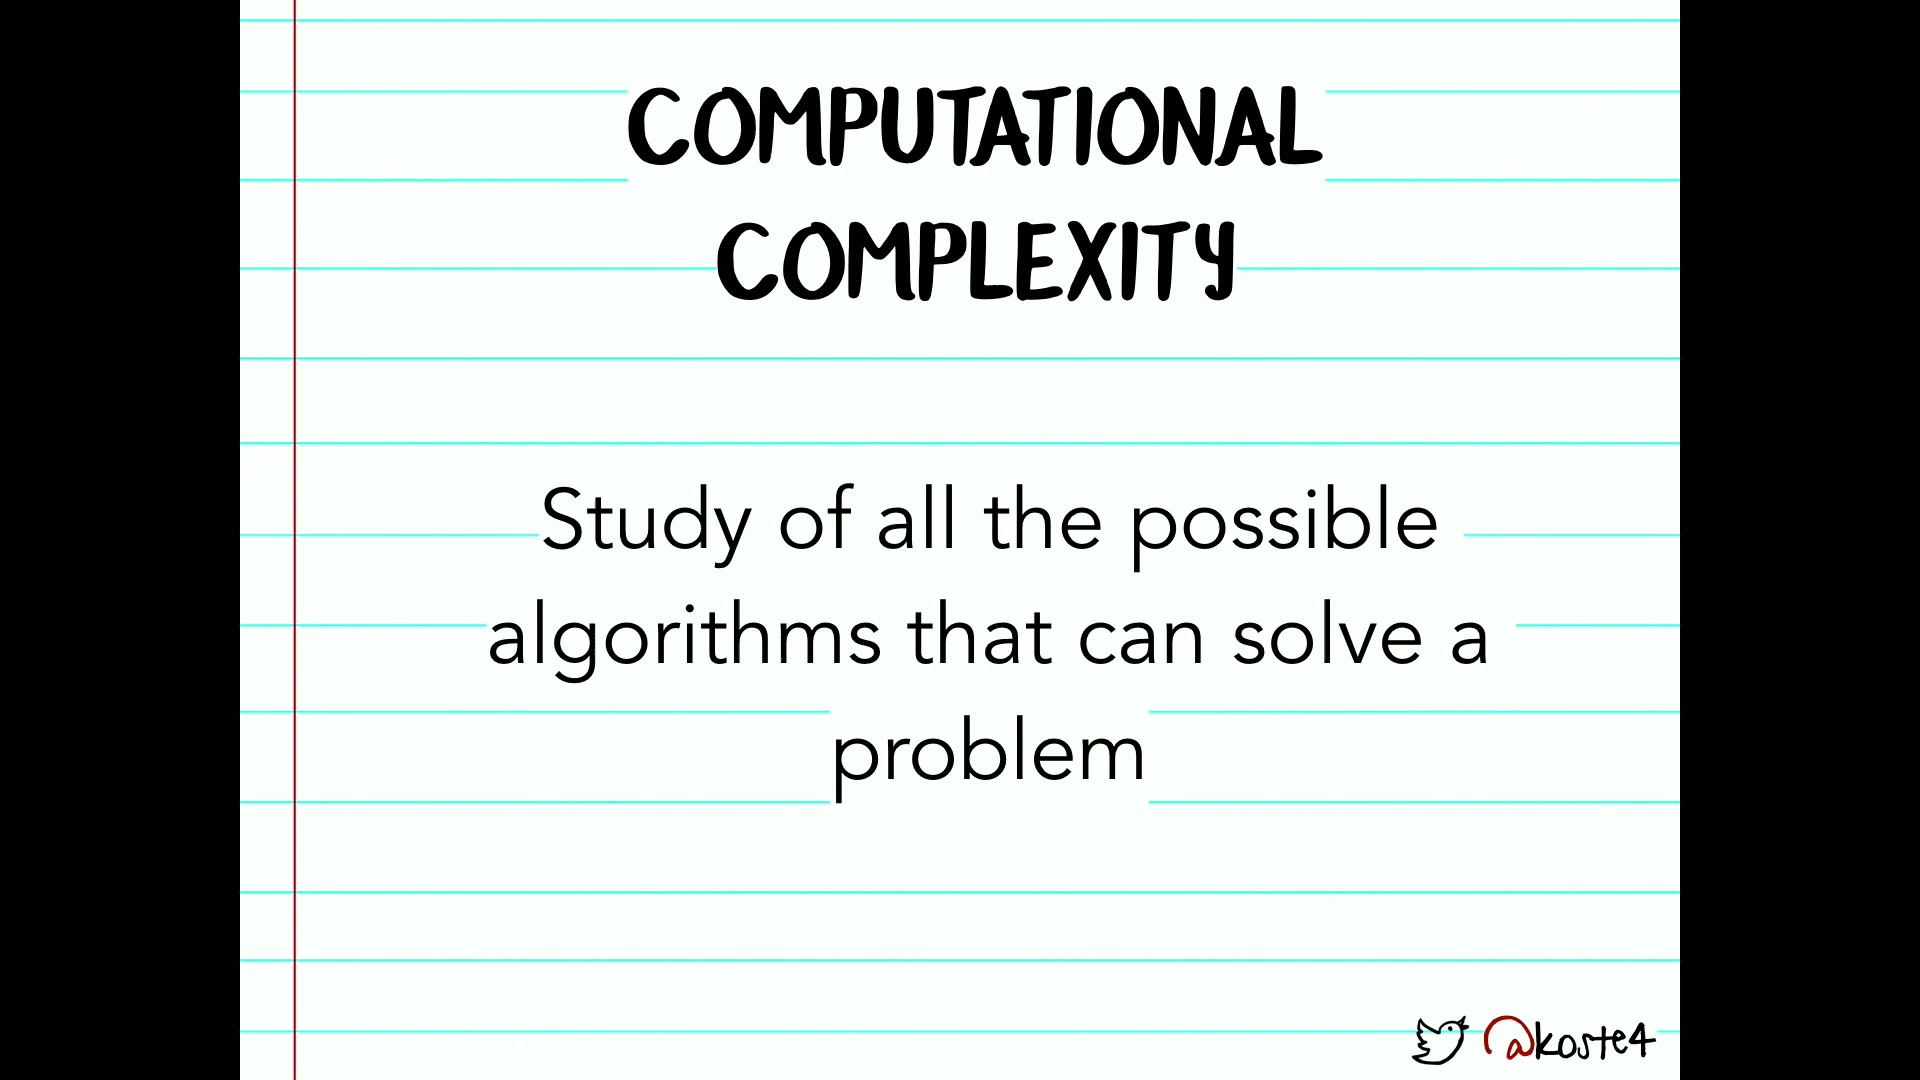 COMPUTATIONAL
COMPLEXITY
Study of all the possible
algorithms that can solve a
problem
@koste4